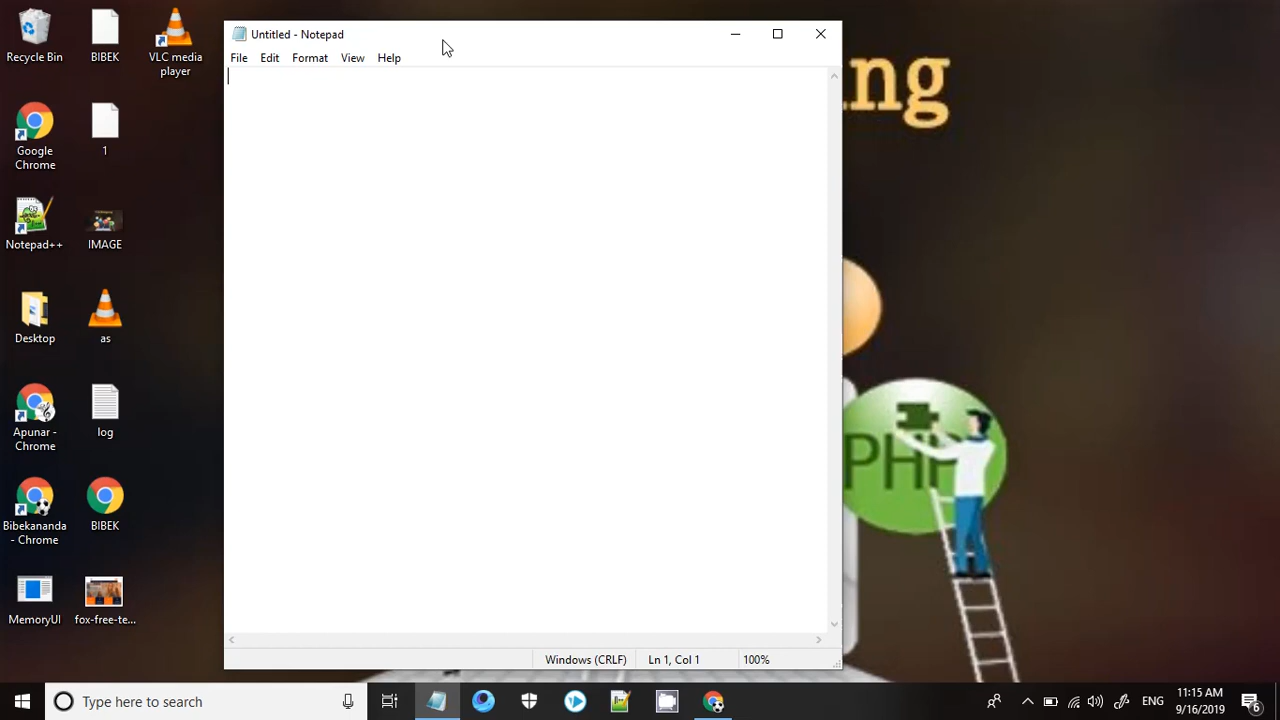 Untitled - Notepad
File Edit Format View Help
Windows (CRLF) Ln 1, Col 1 100%
Recycle Bin
BIBEK
VLC media
player
Google
Chrome
1
Notepad++
IMAGE
Desktop
as
Apunar -
Chrome
log
Bibekananda
- Chrome
BIBEK
MemoryUI
fox-free-te...
PHP
Type here to search
ENG
11:15 AM
9/16/2019
6